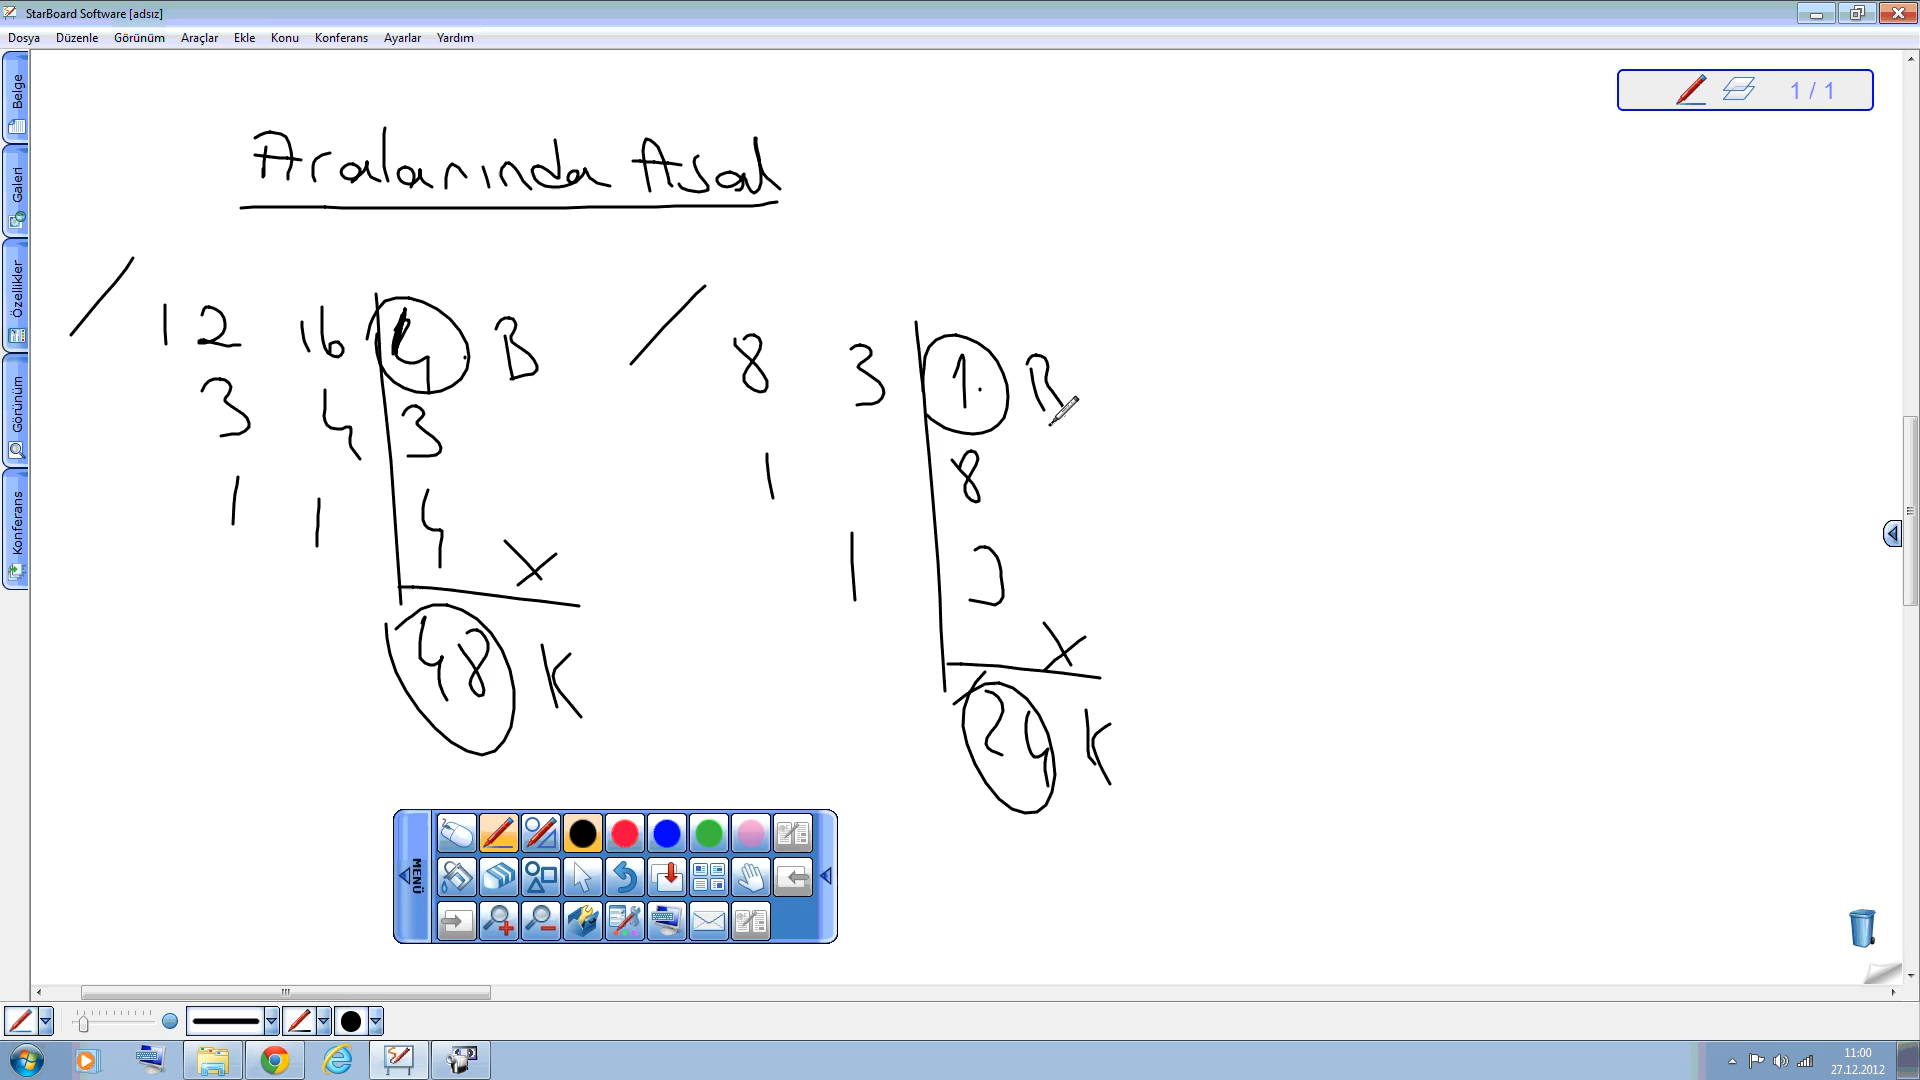 StarBoard Software [adsız]
Dosya Düzenle Görünüm Araçlar Ekle Konu Konferans Ayarlar Yardım
Belge
Galeri
Özellikler
Görünüm
Konferans
1 / 1
Aralarında Asal
12 16 4 B
3 4 3
1 1 4
X
48 K
8 3 1 B
1 8
1 3
X
24 K
MENÜ
11:00
27.12.2012